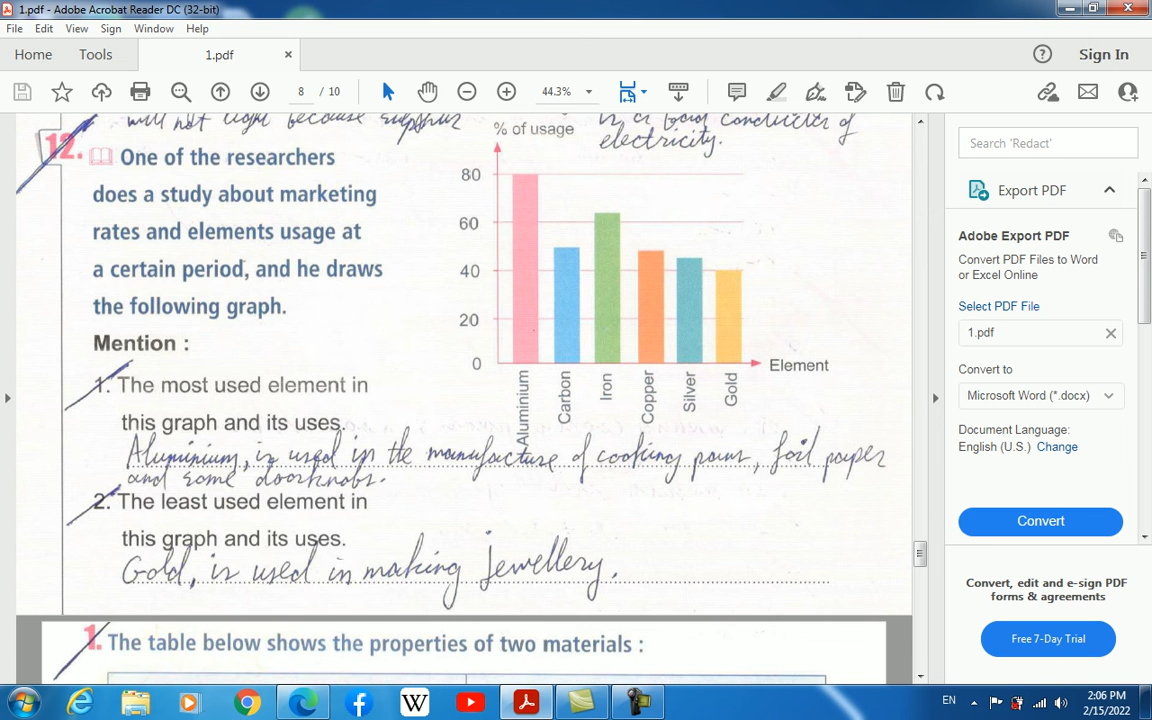 1.pdf - Adobe Acrobat Reader DC (32-bit)
File Edit View Sign Window Help
Home Tools 1.pdf × Sign In
8 / 10 44.3%
will not light because
% of usage
is a good conductor of
electricity.
12. One of the researchers
does a study about marketing
rates and elements usage at
a certain period, and he draws
the following graph.
Mention :
80
60
40
20
0
Element
Aluminium
Carbon
Iron
Copper
Silver
Gold
1. The most used element in
this graph and its uses.
Aluminium, is used in the manufacture of cooking pans, foil paper
and some doorknobs.
2. The least used element in
this graph and its uses.
Gold, is used in making jewellery.
1. The table below shows the properties of two materials :
Search 'Redact'
Export PDF
Adobe Export PDF
Convert PDF Files to Word
or Excel Online
Select PDF File
1.pdf
Convert to
Microsoft Word (*.docx)
Document Language:
English (U.S.) Change
Convert
Convert, edit and e-sign PDF
forms & agreements
Free 7-Day Trial
EN
2:06 PM
2/15/2022